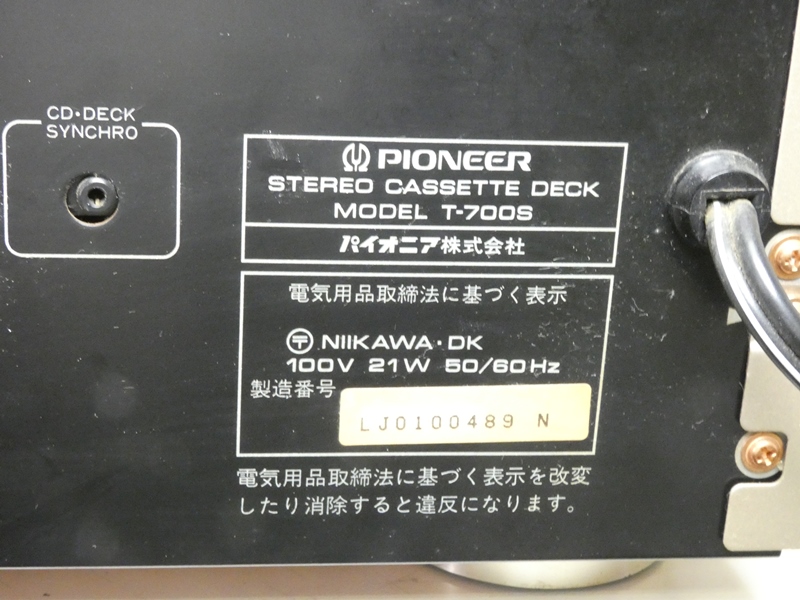 CD•DECK
SYNCHRO
PIONEER
STEREO CASSETTE DECK
MODEL T-700S
パイオニア株式会社
電気用品取締法に基づく表示
〒 NIIKAWA·DK
100V 21W 50/60Hz
製造番号
LJ0100489 N
電気用品取締法に基づく表示を改変
したり消除すると違反になります。